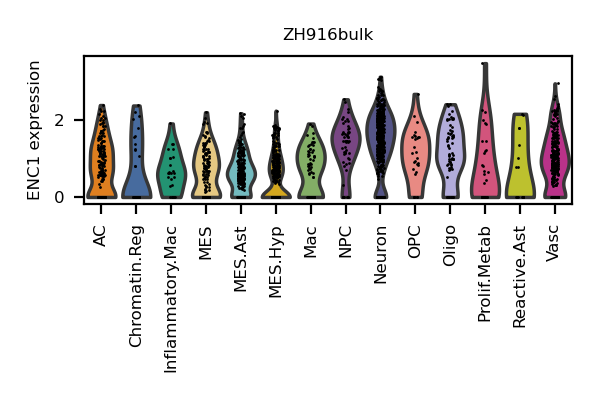 ZH916bulk
ENC1 expression
2
0
AC
Chromatin.Reg
Inflammatory.Mac
MES
MES.Ast
MES.Hyp
Mac
NPC
Neuron
OPC
Oligo
Prolif.Metab
Reactive.Ast
Vasc